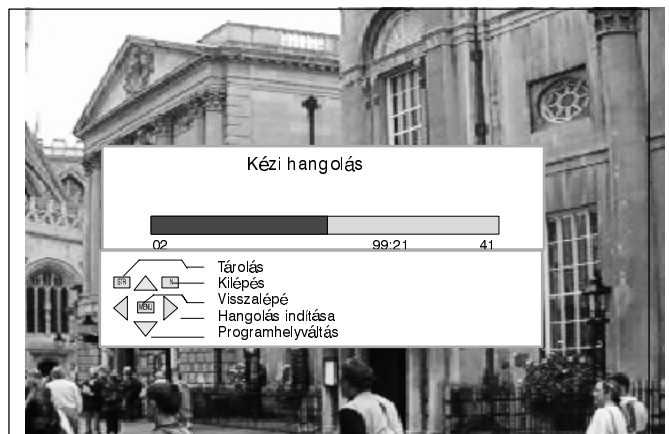 Kézi hangolás
02 99:21 41
Tárolás
STR N Kilépés
MENU Visszalépé
Hangolás indítása
Programhelyváltás